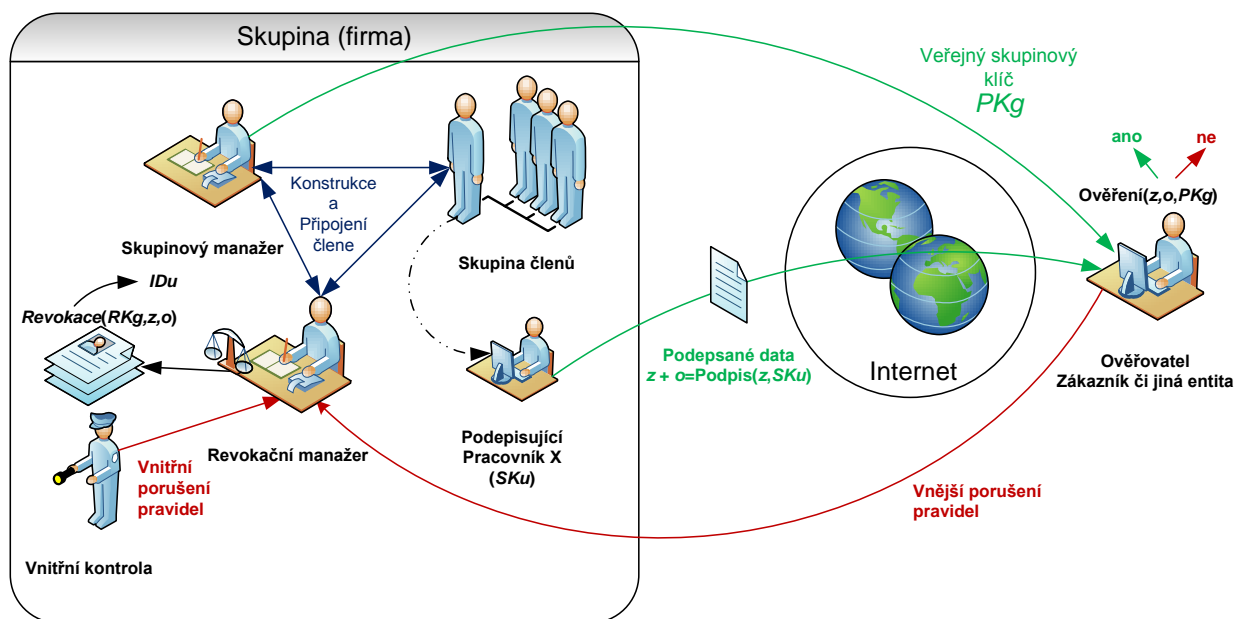 Skupina (firma)
Veřejný skupinový
klíč
PKg
ano
ne
Ověření(z,o,PKg)
Konstrukce
a
Připojení
člene
Skupinový manažer
Skupina členů
IDu
Revokace(RKg,z,o)
Podepsané data
z + o=Podpis(z,SKu)
Internet
Ověřovatel
Zákazník či jiná entita
Revokační manažer
Podepisující
Pracovník X
(SKu)
Vnitřní
porušení
pravidel
Vnější porušení
pravidel
Vnitřní kontrola